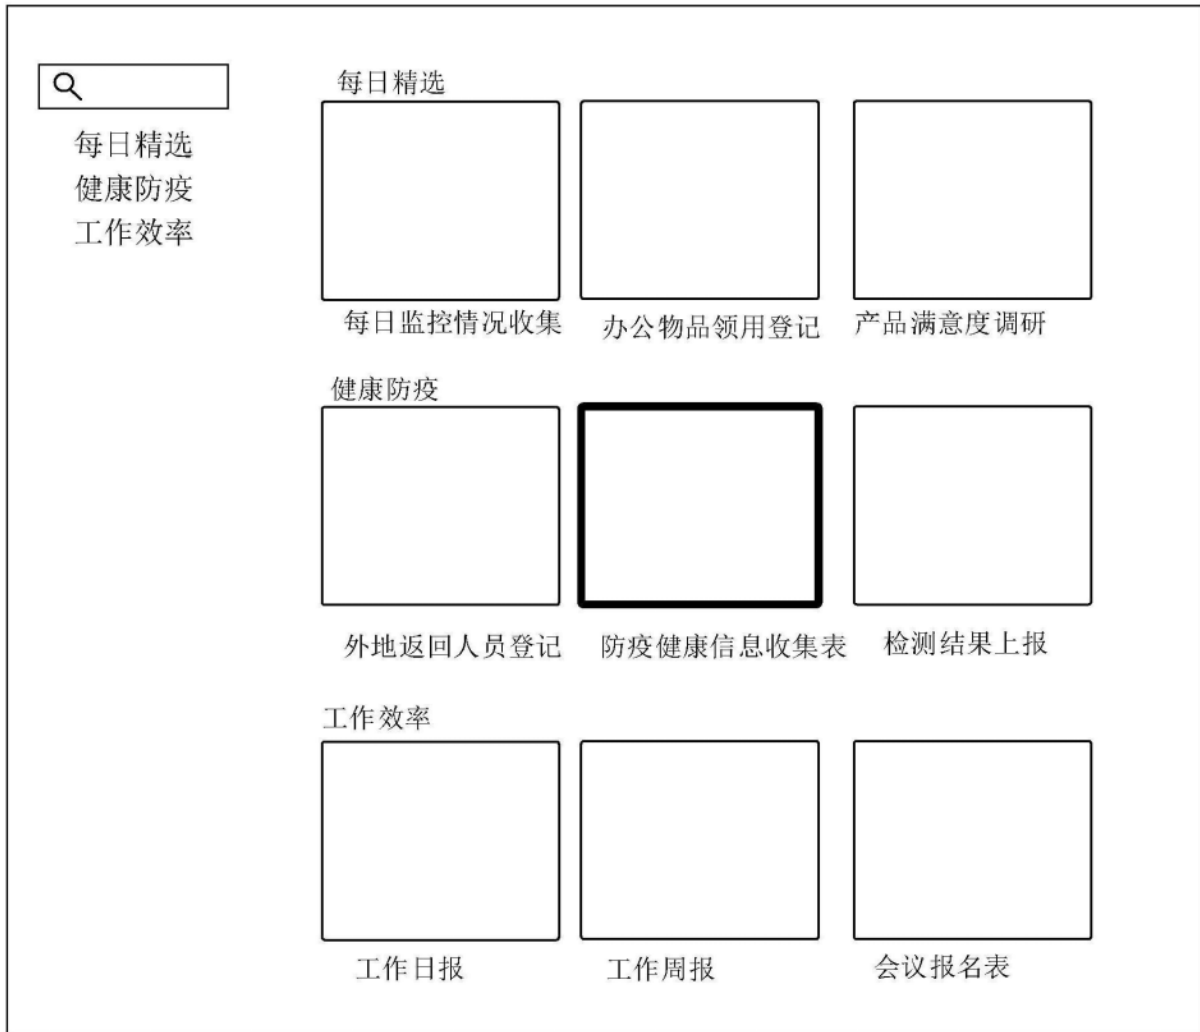 每日精选
健康防疫
工作效率
每日精选
每日监控情况收集
办公物品领用登记
产品满意度调研
健康防疫
外地返回人员登记
防疫健康信息收集表
检测结果上报
工作效率
工作日报
工作周报
会议报名表